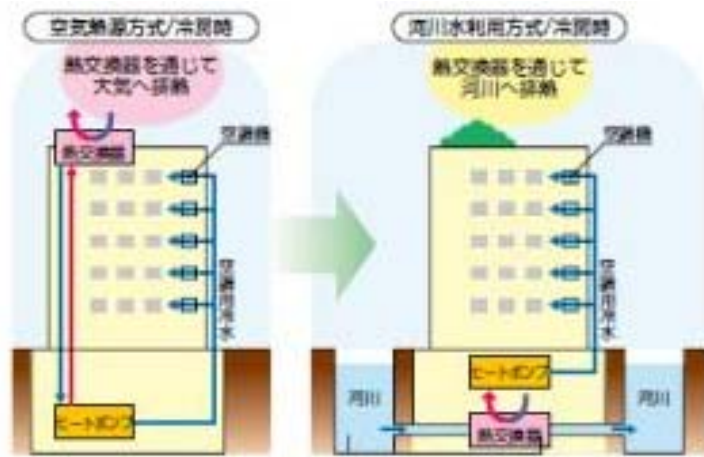 空気熱源方式/冷房時
熱交換器を通じて
大気へ排熱
熱交換器
空調機
空調用冷水
ヒートポンプ
河川水利用方式/冷房時
熱交換器を通じて
河川へ排熱
空調機
空調用冷水
ヒートポンプ
河川
河川
熱交換器